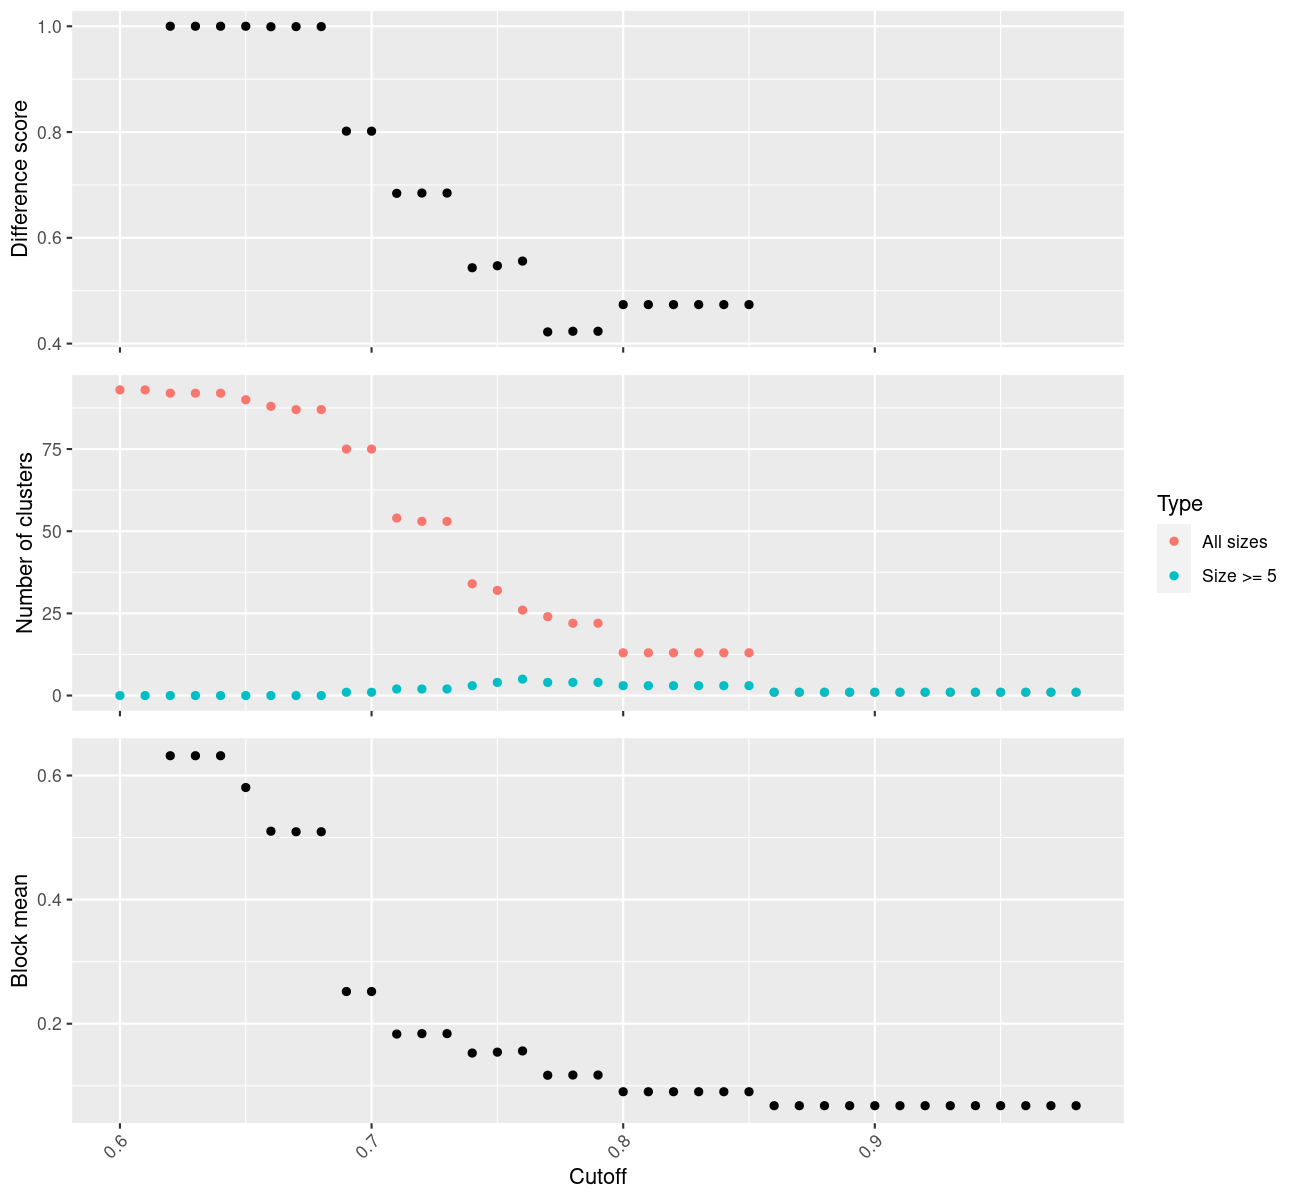 Difference score
1.0
0.8
0.6
0.4
Number of clusters
75
50
25
0
Type
All sizes
Size >= 5
Block mean
0.6
0.4
0.2
0.6
0.7
0.8
0.9
Cutoff